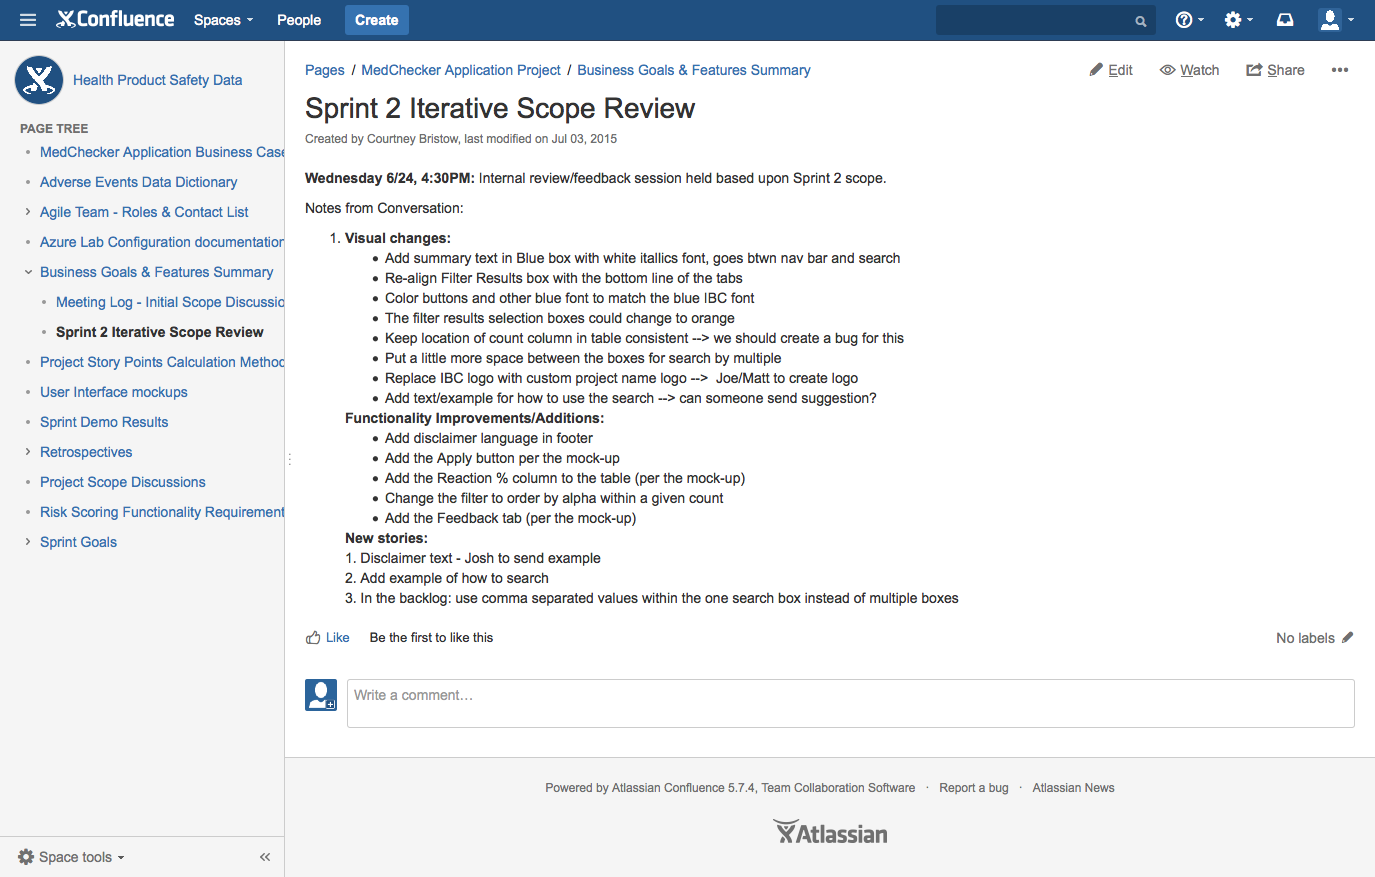 Confluence Spaces People Create
Health Product Safety Data
PAGE TREE
MedChecker Application Business Case
Adverse Events Data Dictionary
Agile Team - Roles & Contact List
Azure Lab Configuration documentation
Business Goals & Features Summary
Meeting Log - Initial Scope Discussio
Sprint 2 Iterative Scope Review
Project Story Points Calculation Method
User Interface mockups
Sprint Demo Results
Retrospectives
Project Scope Discussions
Risk Scoring Functionality Requirement
Sprint Goals
Space tools
Pages / MedChecker Application Project / Business Goals & Features Summary
Edit Watch Share
Sprint 2 Iterative Scope Review
Created by Courtney Bristow, last modified on Jul 03, 2015
Wednesday 6/24, 4:30PM: Internal review/feedback session held based upon Sprint 2 scope.
Notes from Conversation:
1. Visual changes:
• Add summary text in Blue box with white itallics font, goes btwn nav bar and search
• Re-align Filter Results box with the bottom line of the tabs
• Color buttons and other blue font to match the blue IBC font
• The filter results selection boxes could change to orange
• Keep location of count column in table consistent --> we should create a bug for this
• Put a little more space between the boxes for search by multiple
• Replace IBC logo with custom project name logo --> Joe/Matt to create logo
• Add text/example for how to use the search --> can someone send suggestion?
Functionality Improvements/Additions:
• Add disclaimer language in footer
• Add the Apply button per the mock-up
• Add the Reaction % column to the table (per the mock-up)
• Change the filter to order by alpha within a given count
• Add the Feedback tab (per the mock-up)
New stories:
1. Disclaimer text - Josh to send example
2. Add example of how to search
3. In the backlog: use comma separated values within the one search box instead of multiple boxes
Like Be the first to like this
No labels
Write a comment…
Powered by Atlassian Confluence 5.7.4, Team Collaboration Software · Report a bug · Atlassian News
Atlassian